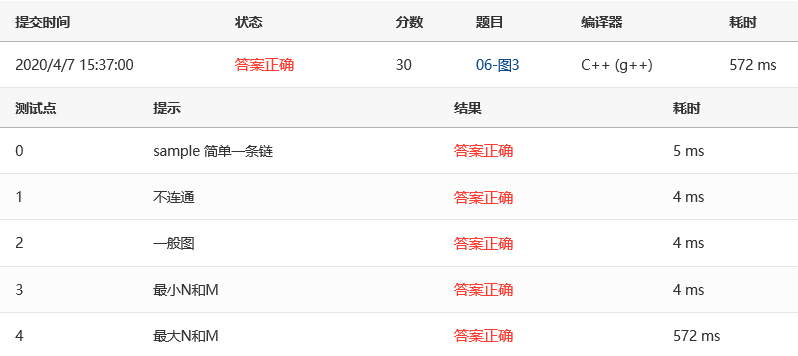 提交时间 状态 分数 题目 编译器 耗时
2020/4/7 15:37:00 答案正确 30 06-图3 C++ (g++) 572 ms
测试点 提示 结果 耗时
0 sample 简单一条链 答案正确 5 ms
1 不连通 答案正确 4 ms
2 一般图 答案正确 4 ms
3 最小N和M 答案正确 4 ms
4 最大N和M 答案正确 572 ms